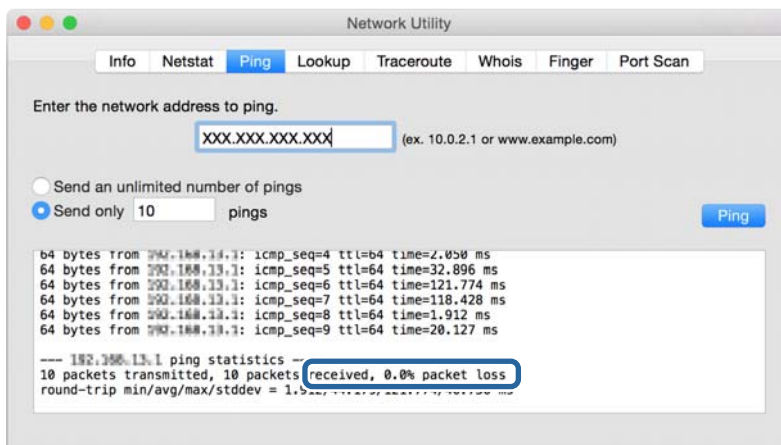 Network Utility
Info Netstat Ping Lookup Traceroute Whois Finger Port Scan
Enter the network address to ping.
XXX.XXX.XXX.XXX (ex. 10.0.2.1 or www.example.com)
Send an unlimited number of pings
Send only 10 pings
Ping
64 bytes from : icmp_seq=4 ttl=64 time=2.050 ms
64 bytes from : icmp_seq=5 ttl=64 time=32.896 ms
64 bytes from : icmp_seq=6 ttl=64 time=121.774 ms
64 bytes from : icmp_seq=7 ttl=64 time=118.428 ms
64 bytes from : icmp_seq=8 ttl=64 time=1.912 ms
64 bytes from : icmp_seq=9 ttl=64 time=20.127 ms
--- ping statistics --
10 packets transmitted, 10 packets received, 0.0% packet loss
round-trip min/avg/max/stddev =